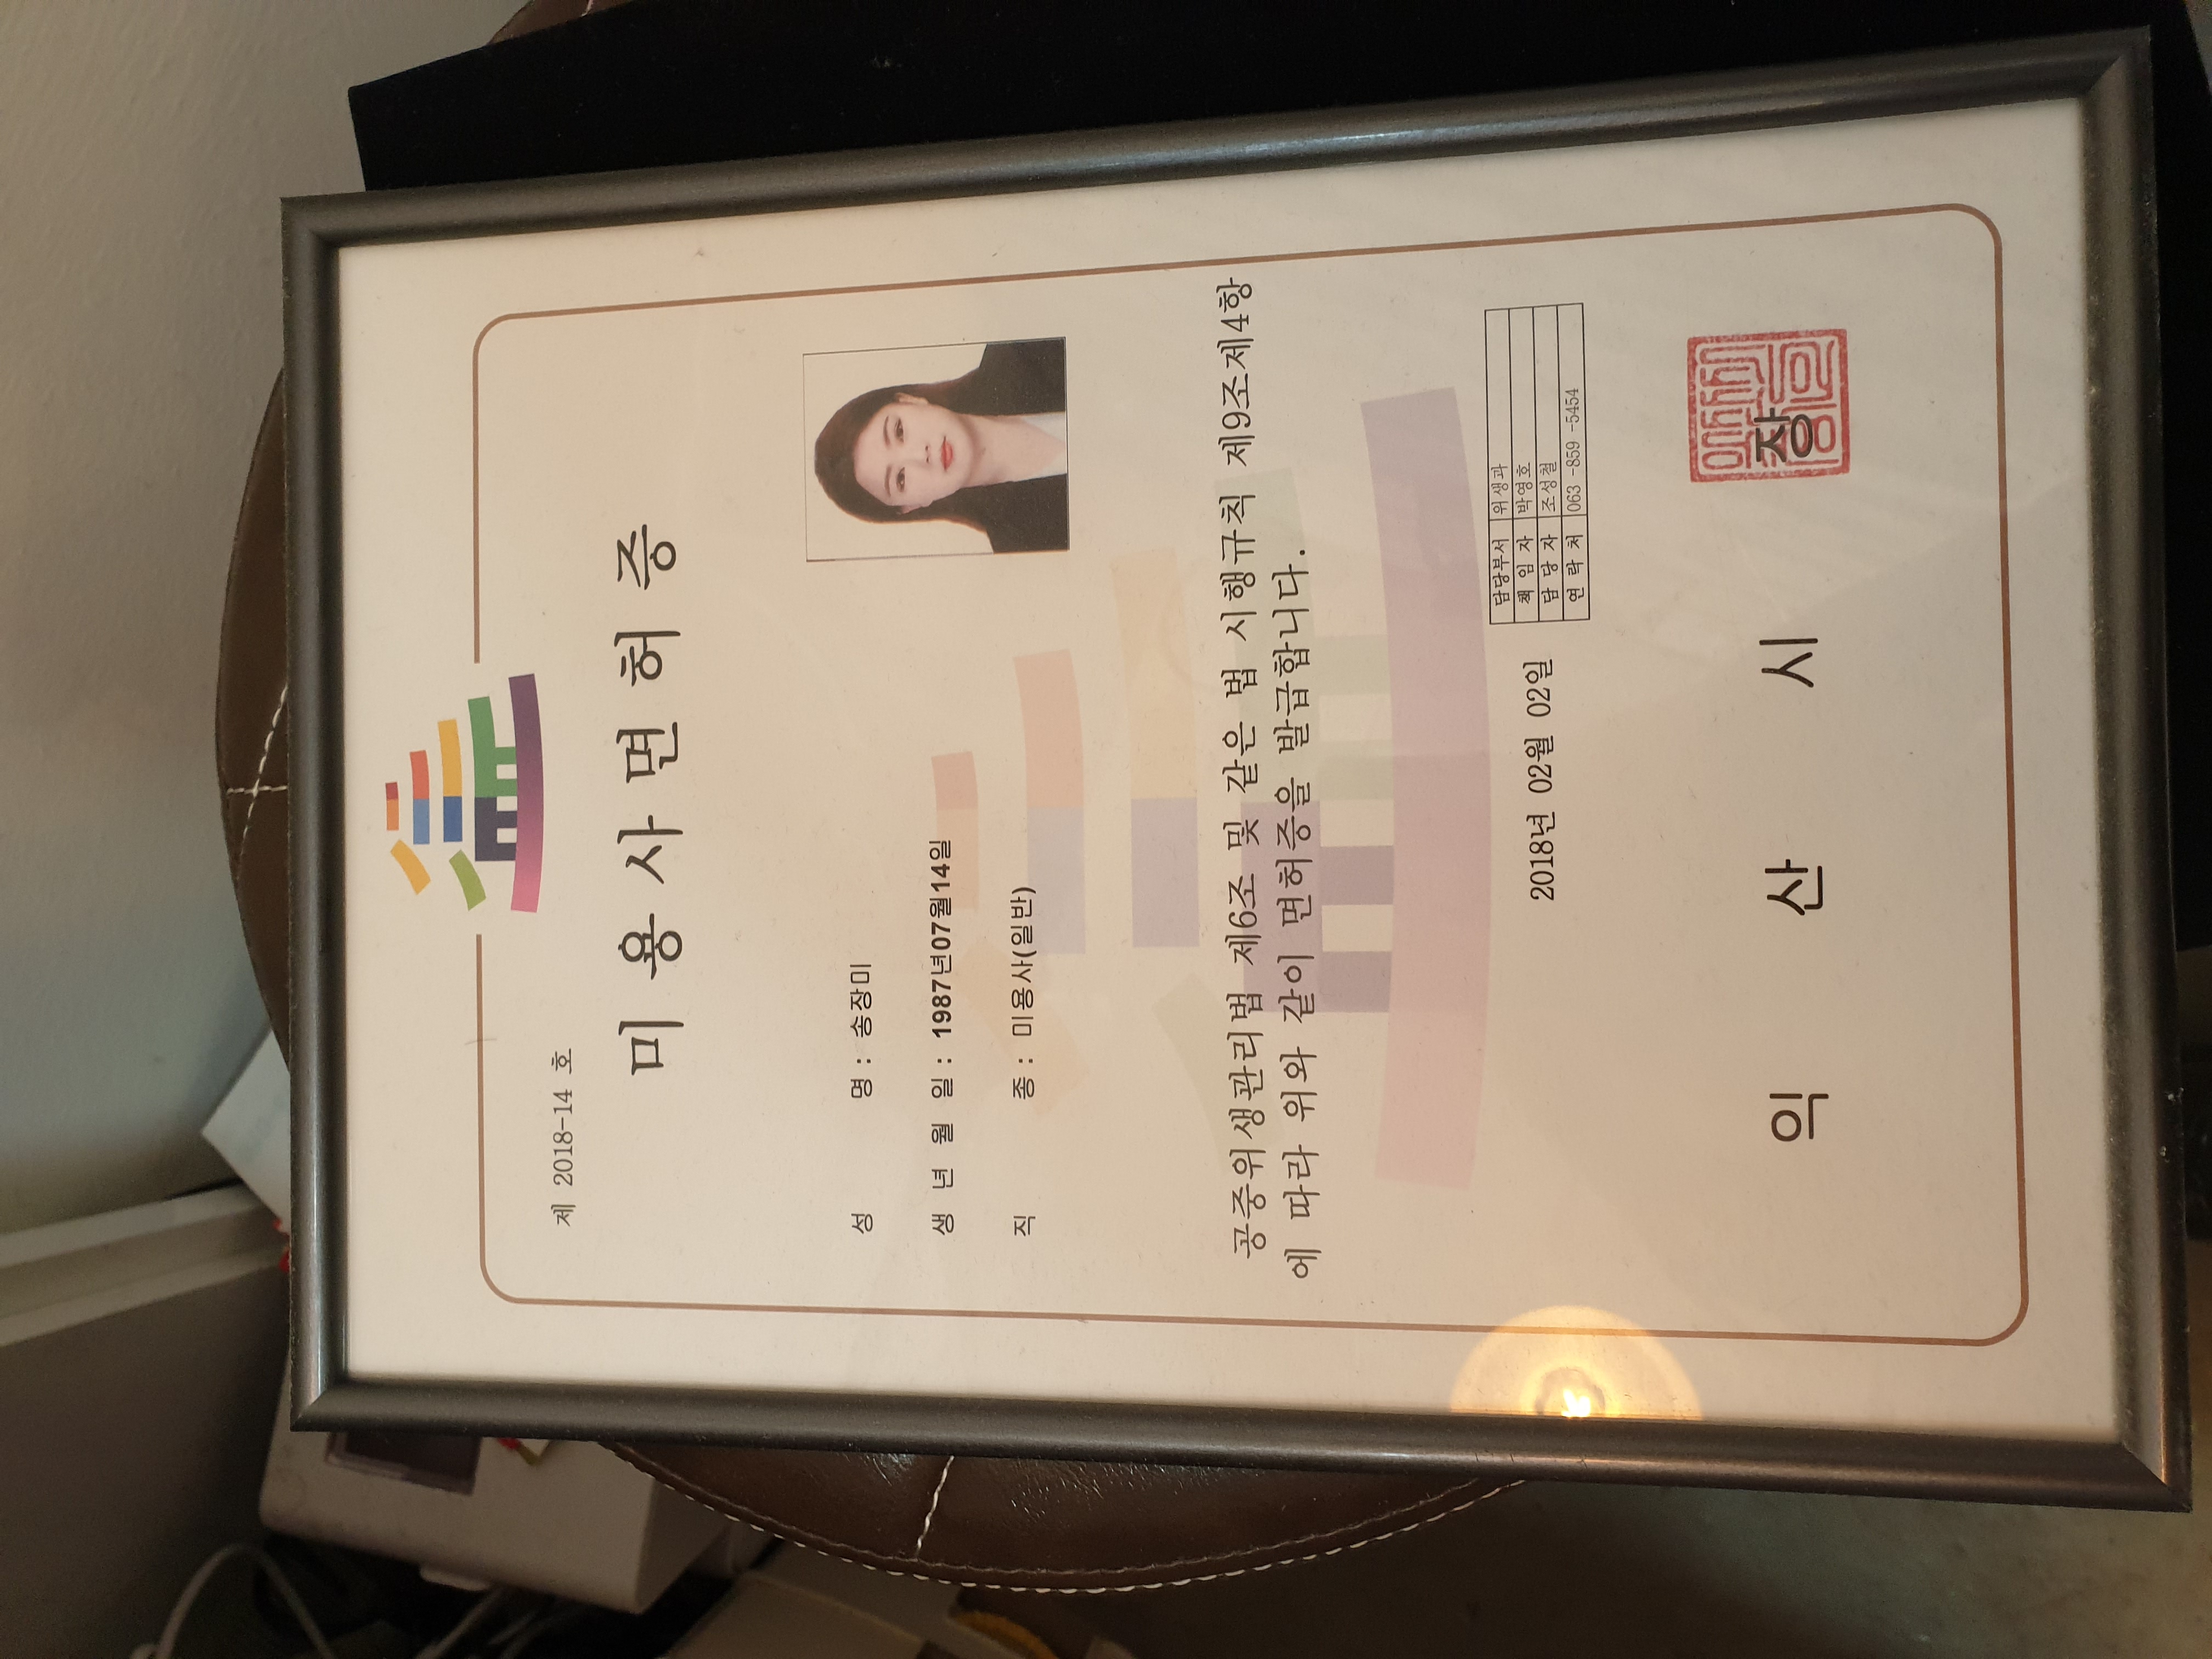 제 2018-14 호
미용사면허증
성 명 : 송장미
생 년 월 일 : 1987년07월14일
직 종 : 미용사(일반)
공중위생관리법 제6조 및 같은 법 시행규칙 제9조제4항
에 따라 위와 같이 면허증을 발급합니다.
2018년 02월 02일
담당부서 위생과
책 임 자 박영호
담 당 자 조성철
연 락 처 063 -859 -5454
익 산 시 장